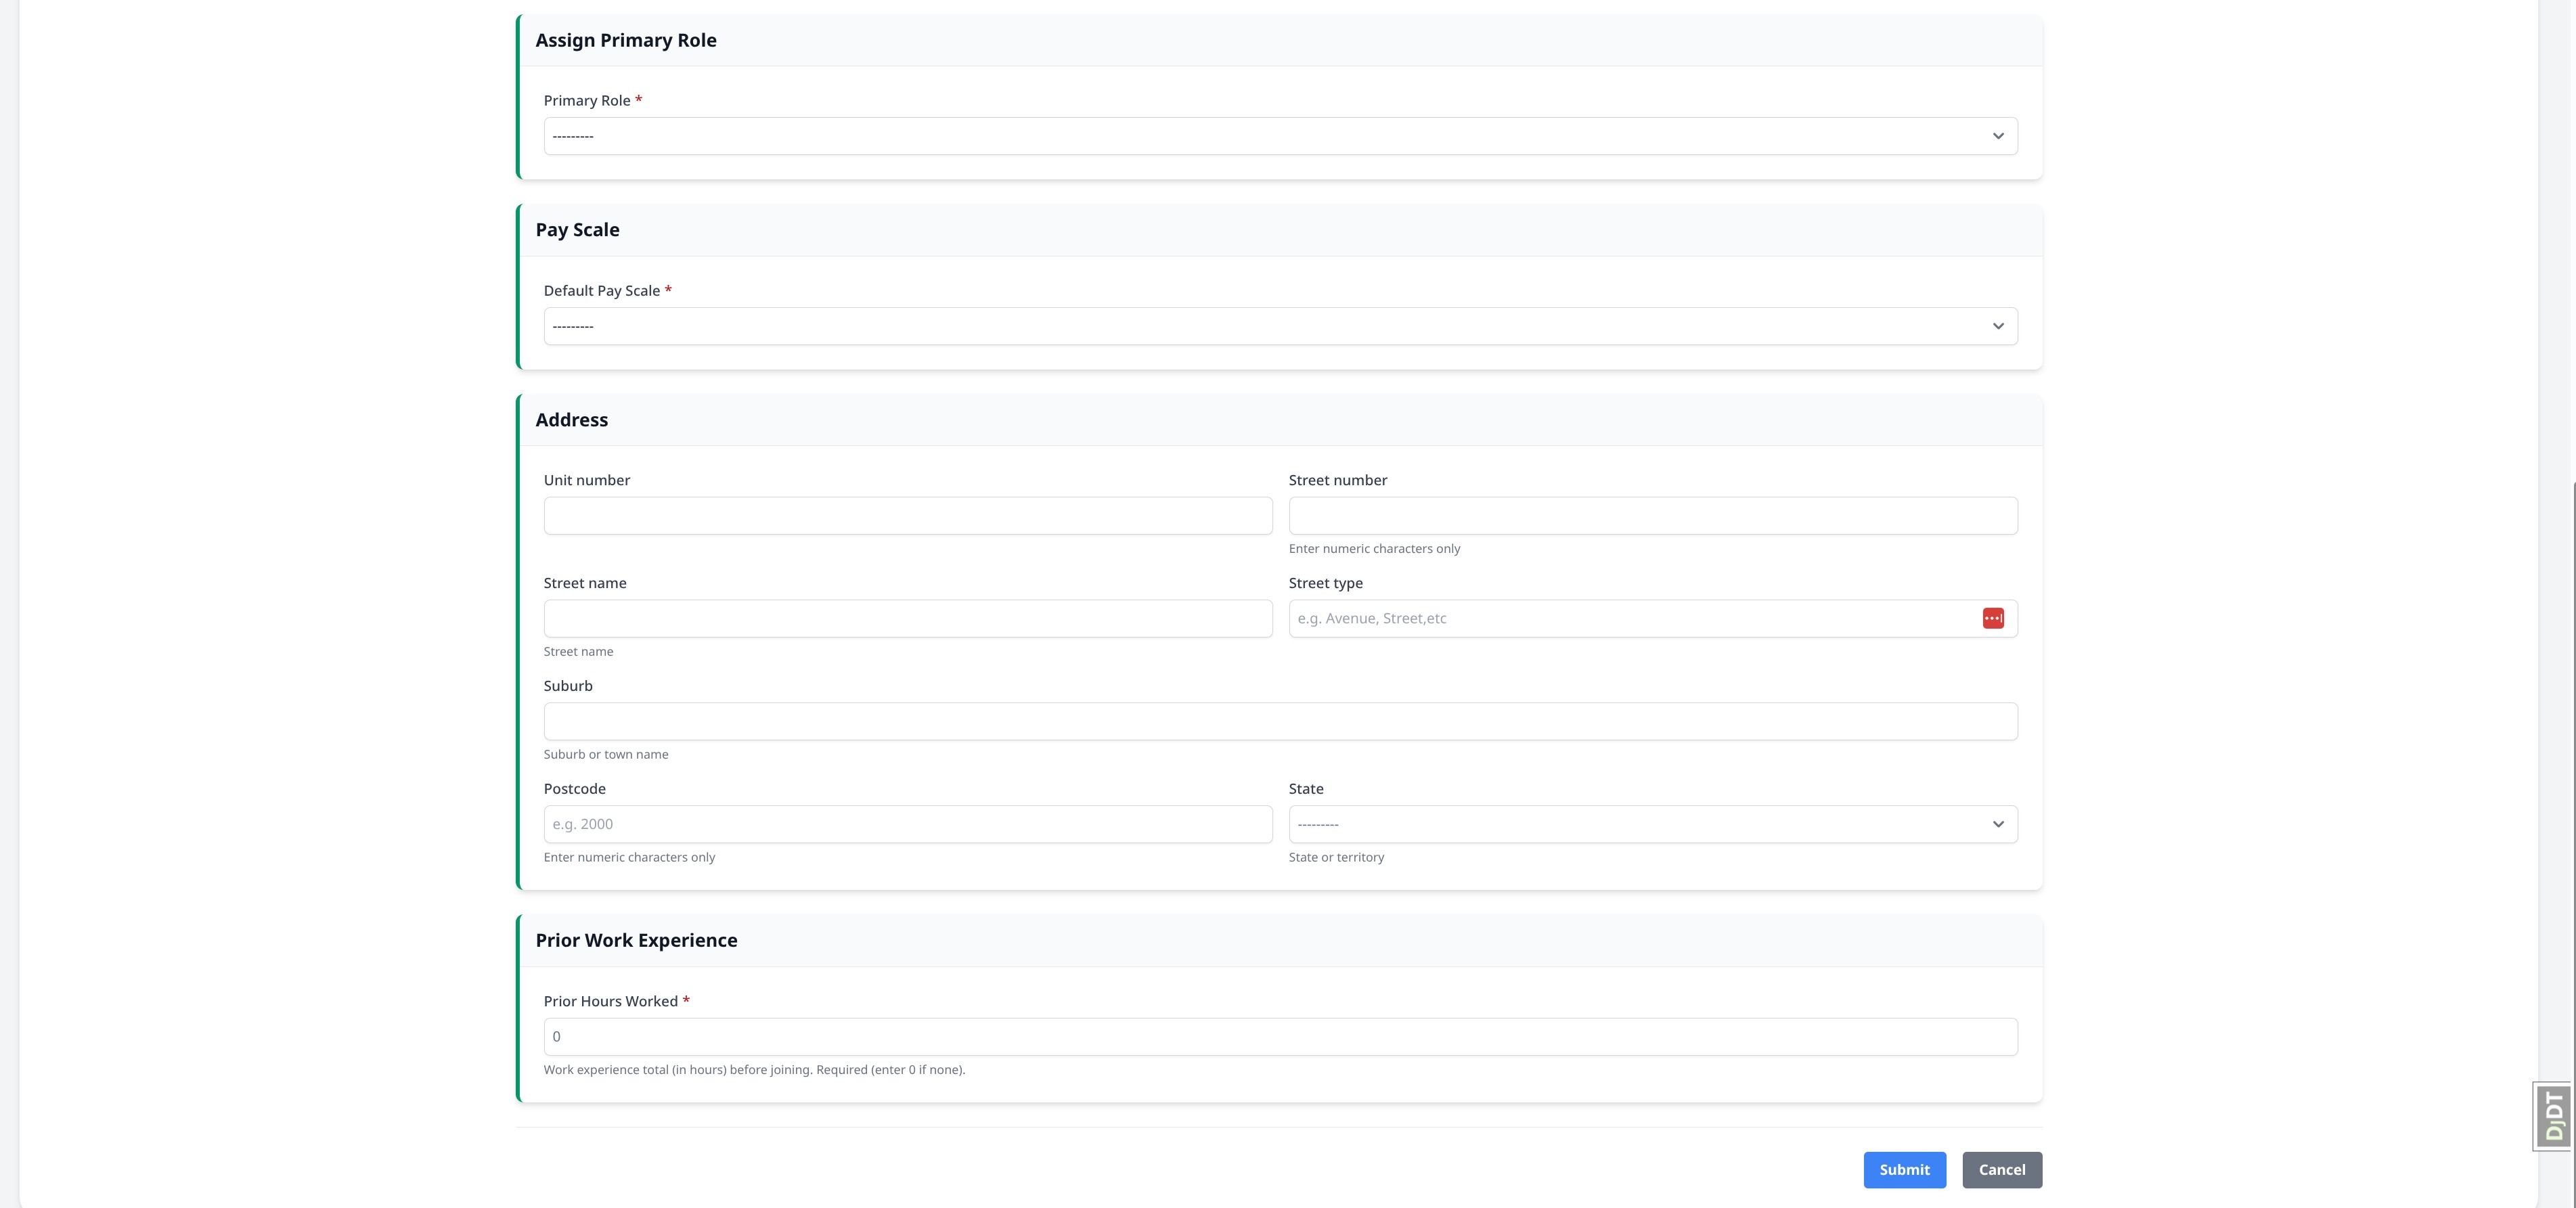 Assign Primary Role
Primary Role *
---------
Pay Scale
Default Pay Scale *
---------
Address
Unit number
Street number
Enter numeric characters only
Street name
Street type
e.g. Avenue, Street,etc
Street name
Suburb
Suburb or town name
Postcode
State
e.g. 2000
---------
Enter numeric characters only
State or territory
Prior Work Experience
Prior Hours Worked *
0
Work experience total (in hours) before joining. Required (enter 0 if none).
DJDT
Submit
Cancel